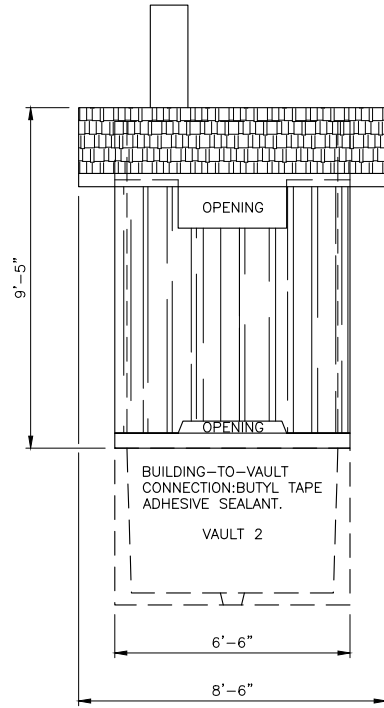 OPENING
9'-5"
OPENING
BUILDING-TO-VAULT
CONNECTION:BUTYL TAPE
ADHESIVE SEALANT.
VAULT 2
6'-6"
8'-6"